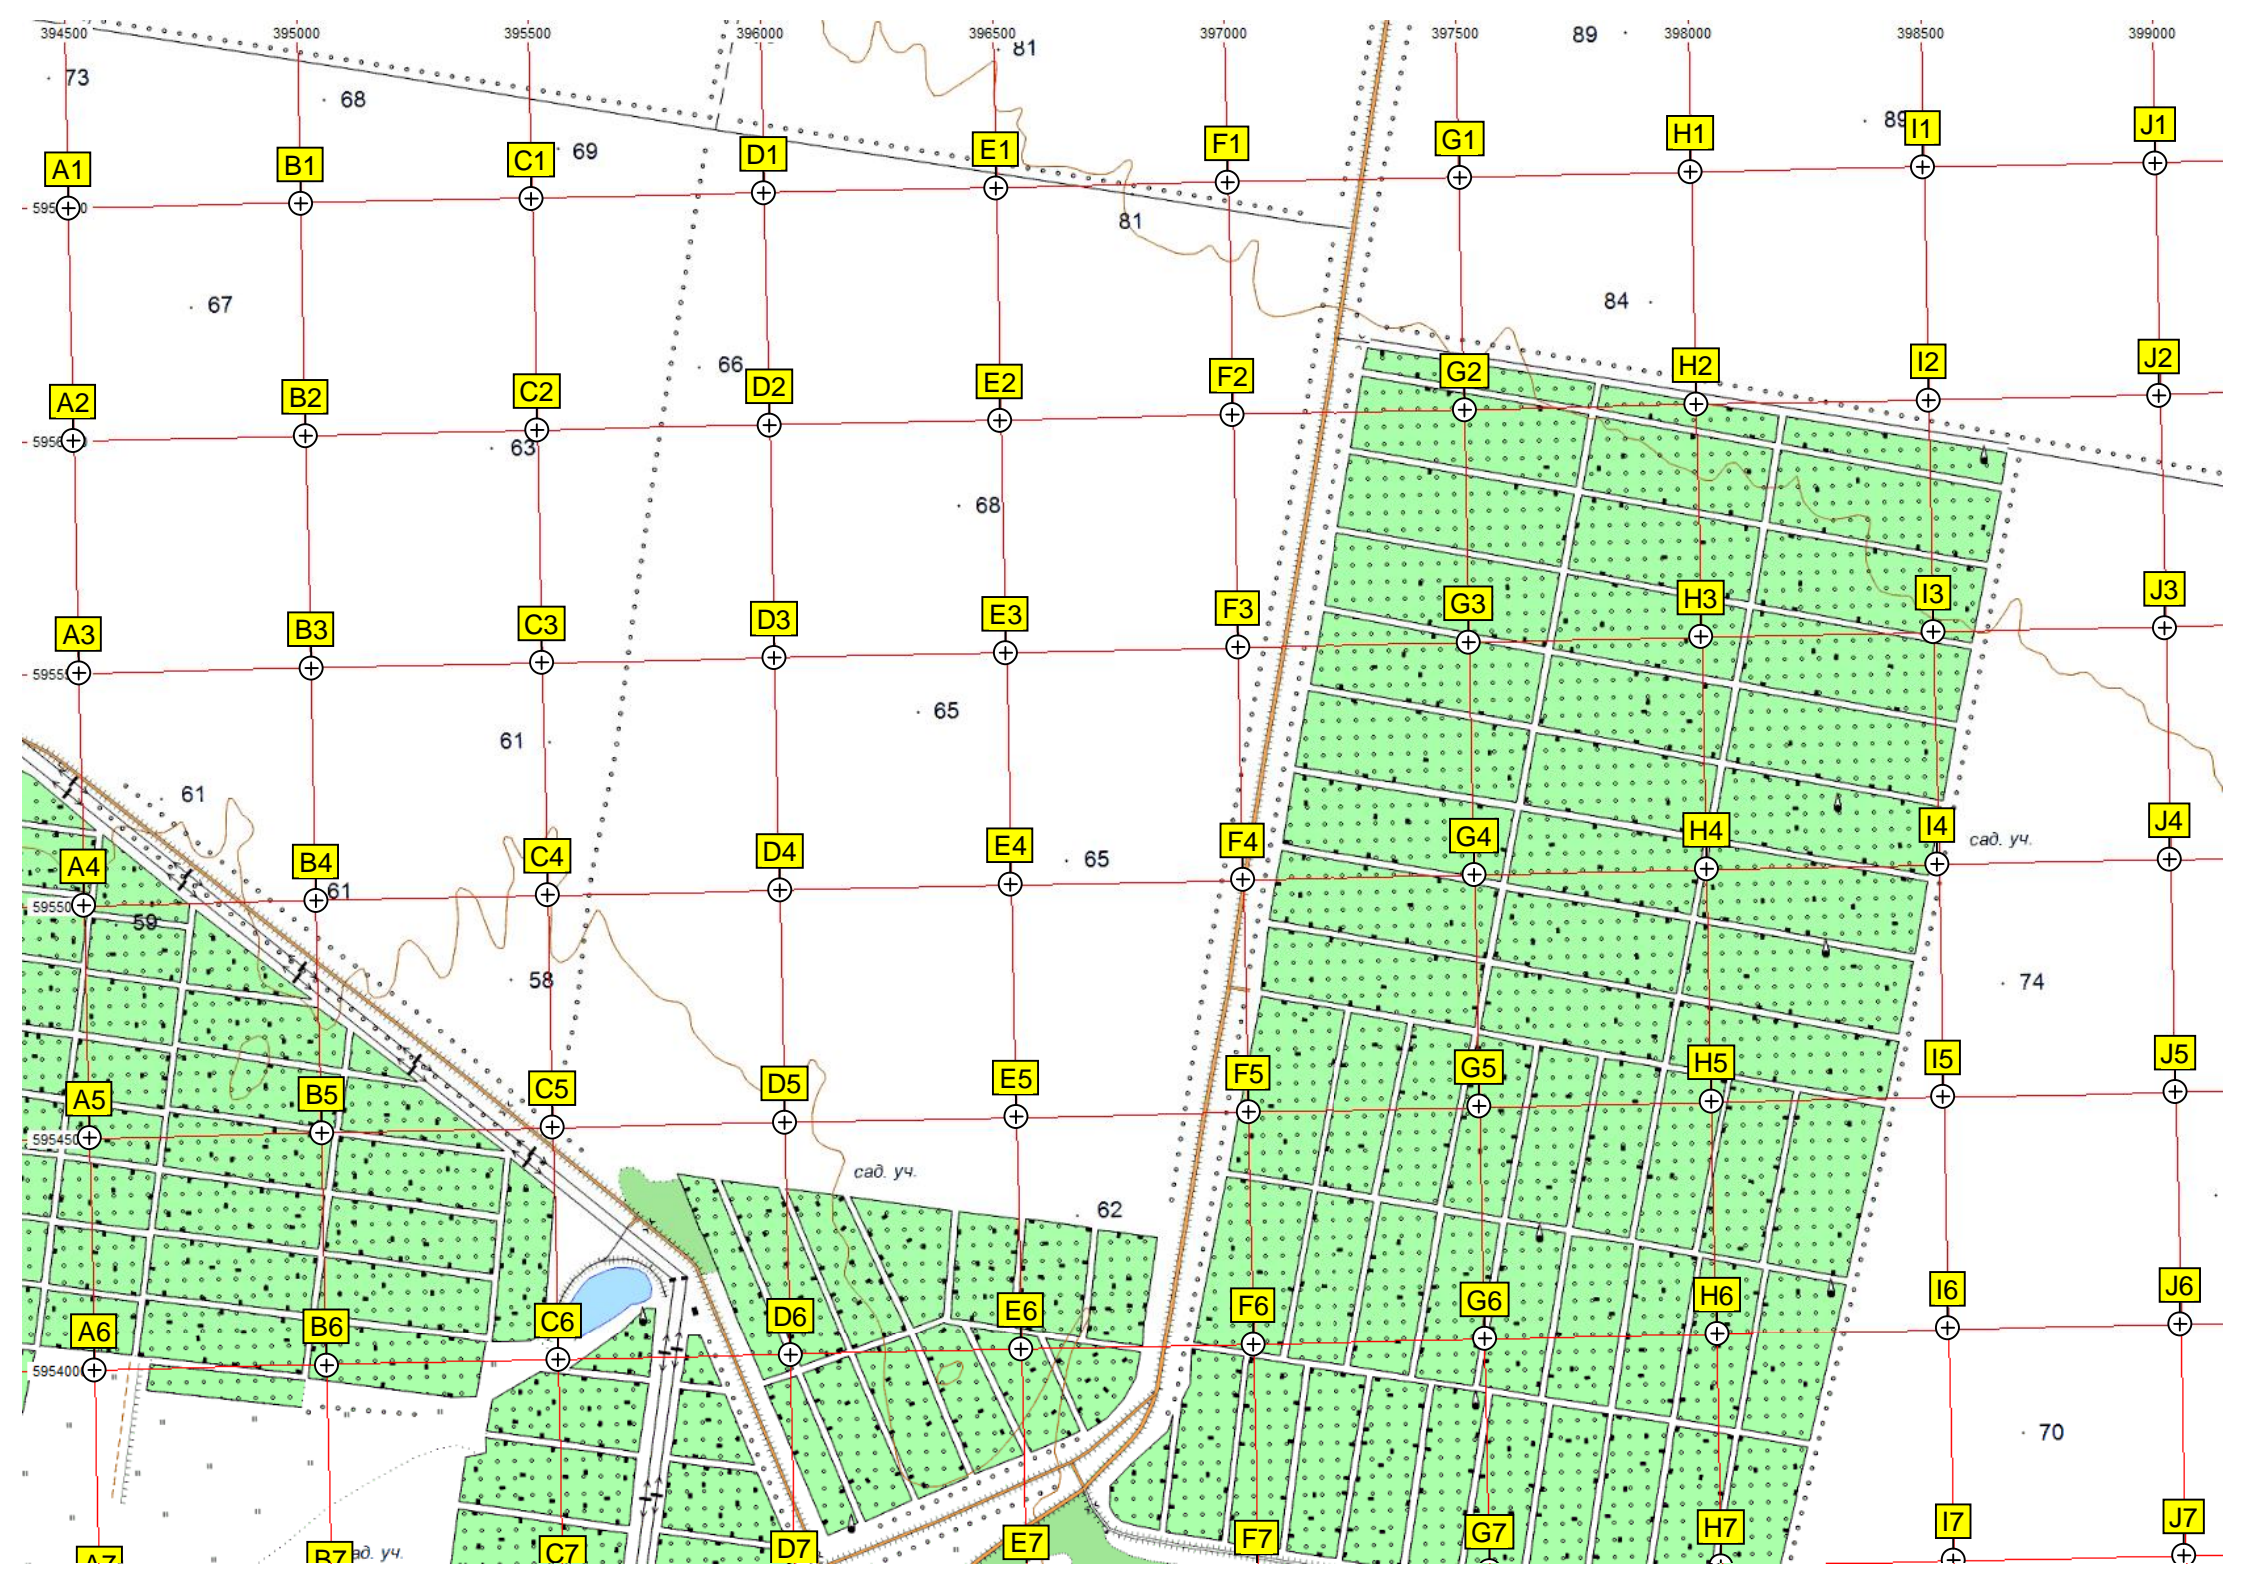 394500 395000 395500 396000 396500 397000 397500 398000 398500 399000
81 89
73 68
A1 B1 C1 69 D1 E1 F1 G1 H1 89 I1 J1
81
67 84
66
A2 B2 C2 D2 E2 F2 G2 H2 I2 J2
63
68
A3 B3 C3 D3 E3 F3 G3 H3 I3 J3
61 65
61
A4 B4 C4 D4 E4 65 F4 G4 H4 I4 сад. уч. J4
61
59
58 74
A5 B5 C5 D5 E5 F5 G5 H5 I5 J5
сад. уч.
62
A6 B6 C6 D6 E6 F6 G6 H6 I6 J6
5954000
70
A7 B7 ад. уч. C7 D7 E7 F7 G7 H7 I7 J7